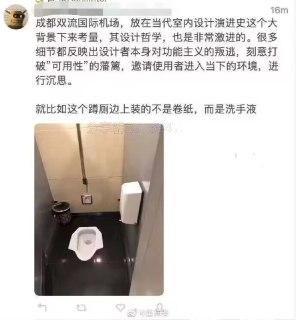 16m
成都双流国际机场，放在当代室内设计演进史这个大
背景下来考量，其设计哲学，也是非常激进的。很多
细节都反映出设计者本身对功能主义的叛逃，刻意打
破"可用性"的藩篱，邀请使用者进入当下的环境，进
行沉思。
就比如这个蹲厕边上装的不是卷纸，而是洗手液